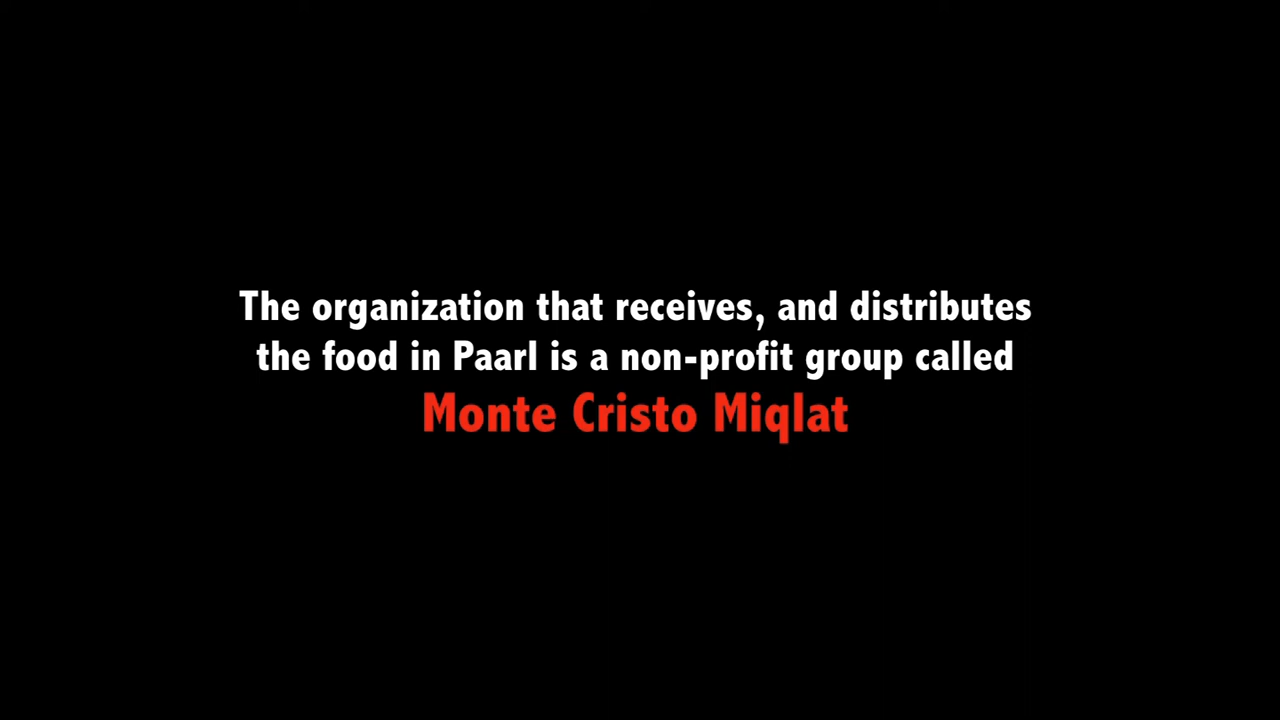 The organization that receives, and distributes
the food in Paarl is a non-profit group called
Monte Cristo Miqlat